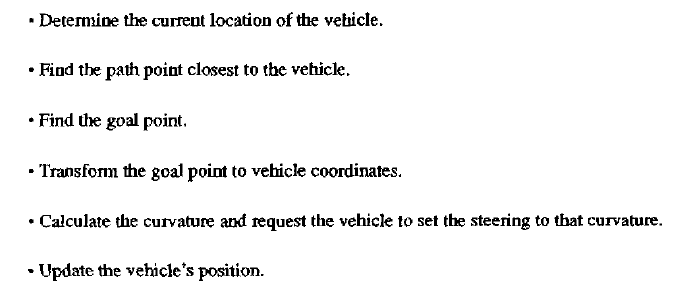 • Determine the current location of the vehicle.
• Find the path point closest to the vehicle.
• Find the goal point.
• Transform the goal point to vehicle coordinates.
• Calculate the curvature and request the vehicle to set the steering to that curvature.
• Update the vehicle's position.